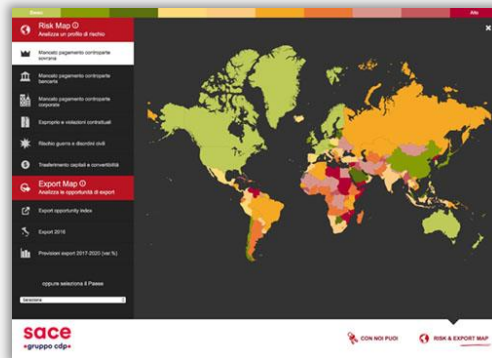 Basso
Alto
Risk Map
Analizza un profilo di rischio
Mancato pagamento controparte
sovrana
Mancato pagamento controparte
bancaria
Mancato pagamento controparte
corporate
Esproprio e violazioni contrattuali
Rischio guerra e disordini civili
Trasferimento capitali e convertibilità
Export Map
Analizza le opportunità di export
Export opportunity index
Export 2016
Previsioni export 2017-2020 (var %)
oppure seleziona il Paese
Seleziona
sace
gruppo cdp
CON NOI PUOI
RISK & EXPORT MAP